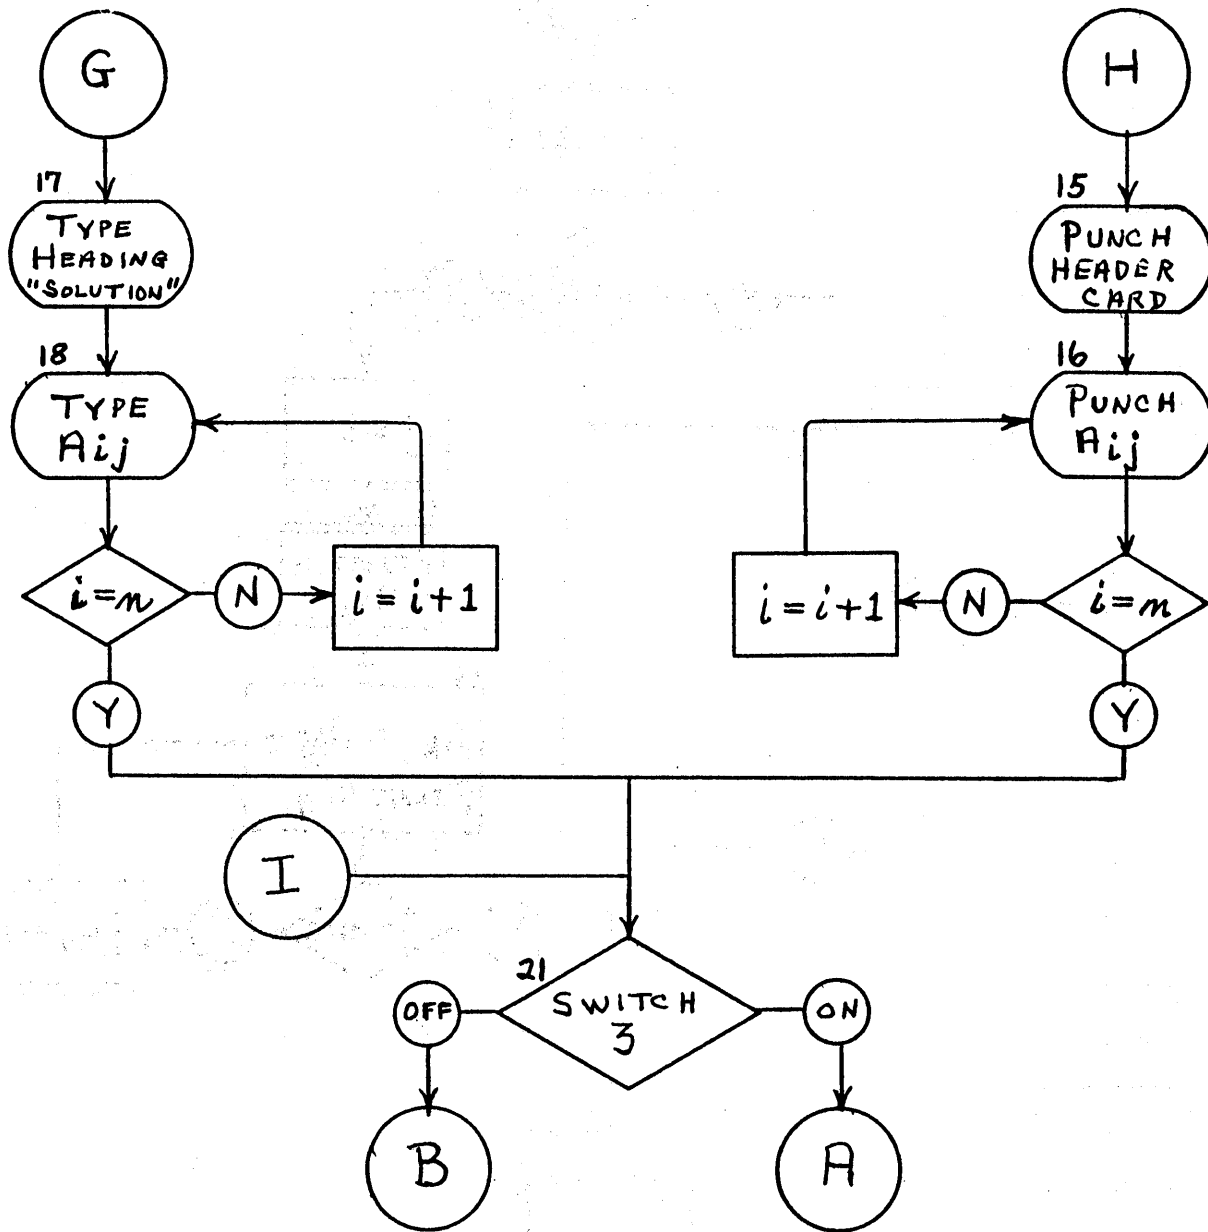 G
H
17
TYPE
HEADING
"SOLUTION"
15
PUNCH
HEADER
CARD
18
TYPE
Aij
16
PUNCH
Aij
i=n
N
i=i+1
i=i+1
N
i=n
Y
Y
I
21
SWITCH
3
OFF
ON
B
A